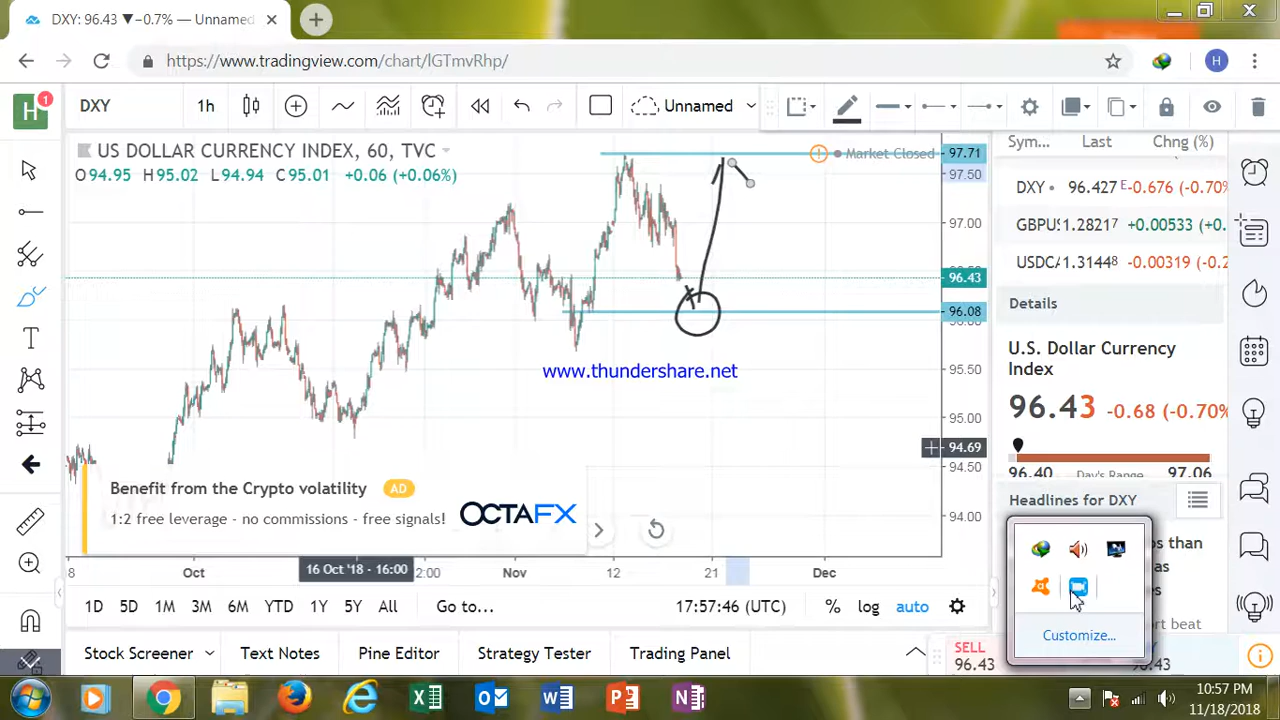 DXY: 96.43 ▼−0.7% — Unnamed
https://www.tradingview.com/chart/lGTmvRhp/
H
H 1
DXY
1h
Unnamed
US DOLLAR CURRENCY INDEX, 60, TVC
Market Closed
O 94.95 H 95.02 L 94.94 C 95.01 +0.06 (+0.06%)
97.71
97.50
97.00
96.43
96.08
95.50
95.00
94.69
94.50
94.00
www.thundershare.net
Benefit from the Crypto volatility AD
1:2 free leverage - no commissions - free signals!
OCTAFX
8 Oct 16 Oct '18 - 16:00 2:00 Nov 12 21 Dec
1D 5D 1M 3M 6M YTD 1Y 5Y All Go to... 17:57:46 (UTC) % log auto
Stock Screener Text Notes Pine Editor Strategy Tester Trading Panel
Sym... Last Chng (%)
DXY 96.427 E -0.676 (-0.70%
GBPU 1.28217 +0.00533 (+0.
USDCA 1.31448 -0.00319 (-0.2
Details
U.S. Dollar Currency
Index
96.43 -0.68 (-0.70%)
96.40 Day's Range 97.06
Headlines for DXY
Customize...
SELL
96.43
96.43
10:57 PM
11/18/2018